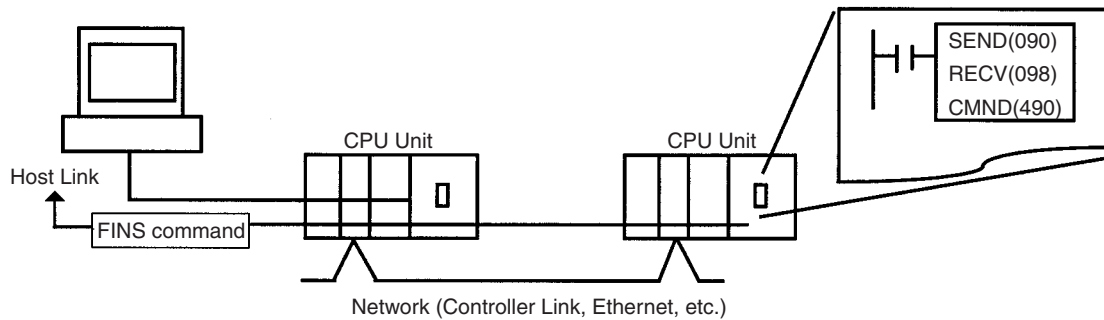 SEND(090)
RECV(098)
CMND(490)
CPU Unit
CPU Unit
Host Link
FINS command
Network (Controller Link, Ethernet, etc.)